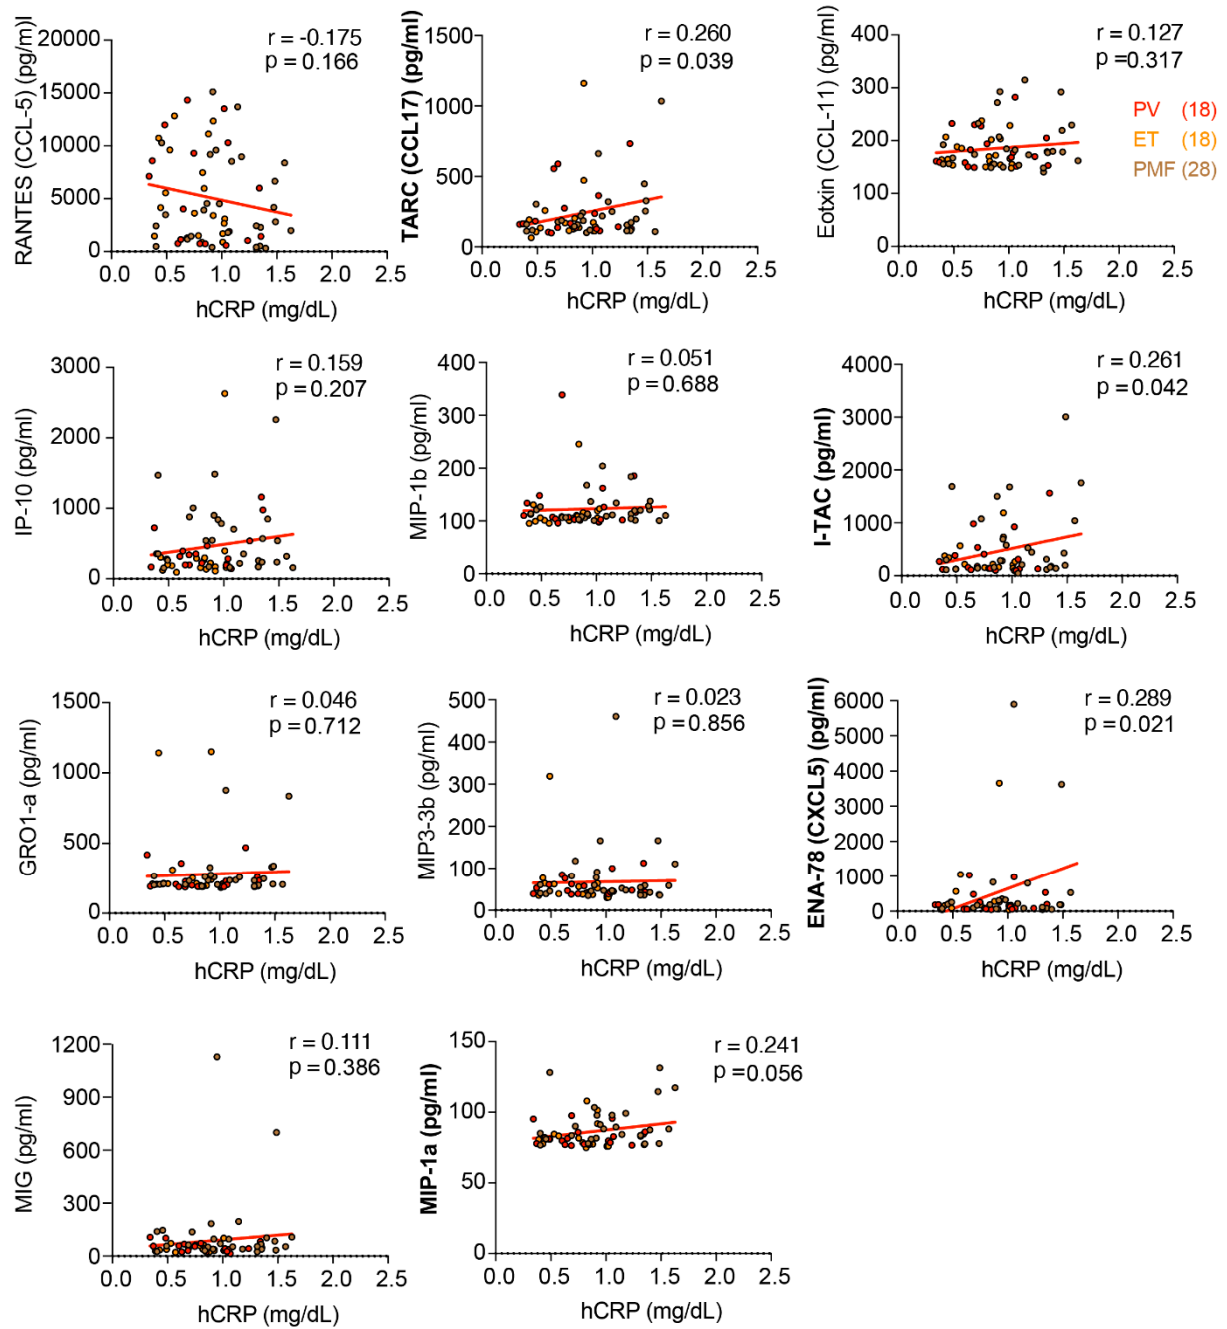 RANTES (CCL-5) (pg/m)l
20000
15000
10000
5000
0
0.0 0.5 1.0 1.5 2.0 2.5
hCRP (mg/dL)
r = -0.175
p = 0.166
TARC (CCL17) (pg/ml)
1500
1000
500
0
0.0 0.5 1.0 1.5 2.0 2.5
hCRP (mg/dL)
r = 0.260
p = 0.039
Eotxin (CCL-11) (pg/ml)
400
300
200
100
0
0.0 0.5 1.0 1.5 2.0 2.5
hCRP (mg/dL)
r = 0.127
p =0.317
PV (18)
ET (18)
PMF (28)
IP-10 (pg/ml)
3000
2000
1000
0
0.0 0.5 1.0 1.5 2.0 2.5
hCRP (mg/dL)
r = 0.159
p = 0.207
MIP-1b (pg/ml)
400
300
200
100
0
0.0 0.5 1.0 1.5 2.0 2.5
hCRP (mg/dL)
r = 0.051
p = 0.688
I-TAC (pg/ml)
4000
3000
2000
1000
0
0.0 0.5 1.0 1.5 2.0 2.5
hCRP (mg/dL)
r = 0.261
p = 0.042
GRO1-a (pg/ml)
1500
1000
500
0
0.0 0.5 1.0 1.5 2.0 2.5
hCRP (mg/dL)
r = 0.046
p = 0.712
MIP3-3b (pg/ml)
500
400
300
200
100
0
0.0 0.5 1.0 1.5 2.0 2.5
hCRP (mg/dL)
r = 0.023
p = 0.856
ENA-78 (CXCL5) (pg/ml)
6000
5000
4000
3000
2000
1000
0
0.0 0.5 1.0 1.5 2.0 2.5
hCRP (mg/dL)
r = 0.289
p = 0.021
MIG (pg/ml)
1200
900
600
300
0
0.0 0.5 1.0 1.5 2.0 2.5
hCRP (mg/dL)
r = 0.111
p = 0.386
MIP-1a (pg/ml)
150
100
50
0
0.0 0.5 1.0 1.5 2.0 2.5
hCRP (mg/dL)
r = 0.241
p =0.056